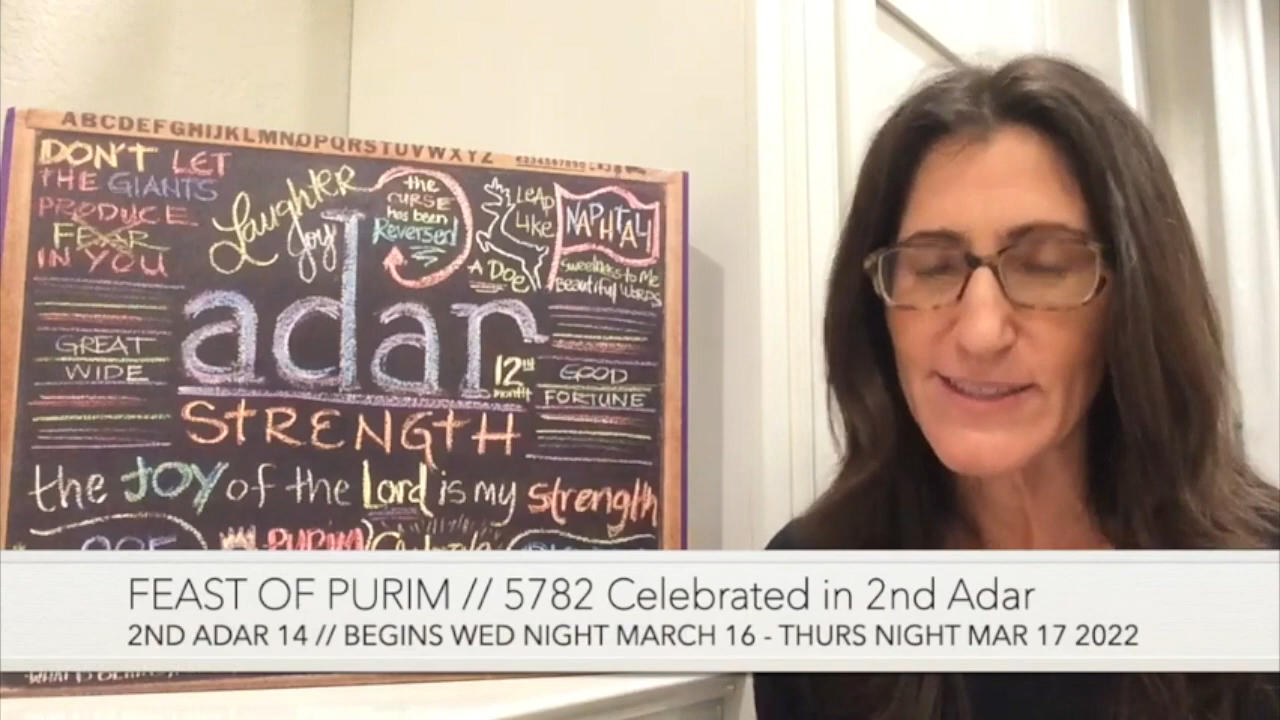 ABCDEFGHIJKLMNOPQRSTUVWXYZ
DON'T LET
THE GIANTS
PRODUCE
FEAR
IN YOU
Laughter
Joy
the
CURSE
has been
Reversed
LEAP
LIKE
A DOE
NAPHTALI
Sweetness to Me
Beautiful Words
GREAT
WIDE
adar
12TH
month
GOOD
FORTUNE
STRENGTH
the JOY of the Lord is my strength
PURIM
FEAST OF PURIM // 5782 Celebrated in 2nd Adar
2ND ADAR 14 // BEGINS WED NIGHT MARCH 16 - THURS NIGHT MAR 17 2022